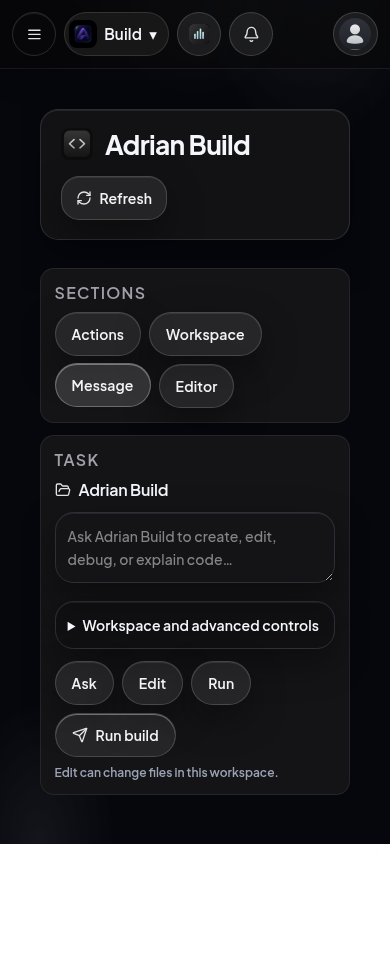 Build ▾
Adrian Build
Refresh
SECTIONS
Actions Workspace
Message Editor
TASK
Adrian Build
Ask Adrian Build to create, edit,
debug, or explain code…
▶ Workspace and advanced controls
Ask Edit Run
Run build
Edit can change files in this workspace.